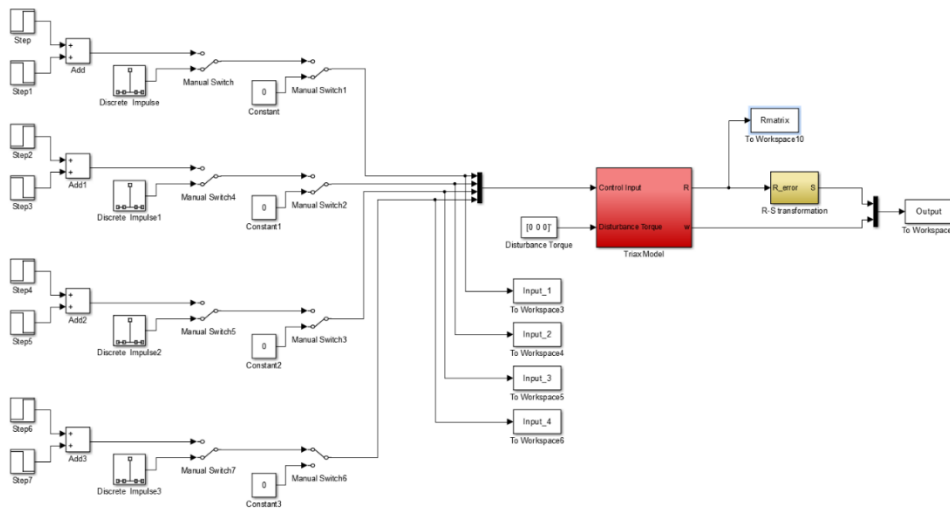 Step
+
+
Add
Step1
Discrete Impulse
Manual Switch
0
Constant
Manual Switch1
Step2
+
+
Add1
Step3
Discrete Impulse1
Manual Switch4
0
Constant1
Manual Switch2
Step4
+
+
Add2
Step5
Discrete Impulse2
Manual Switch5
0
Constant2
Manual Switch3
Step6
+
+
Add3
Step7
Discrete Impulse3
Manual Switch7
0
Constant3
Manual Switch6
[0 0 0]'
Disturbance Torque
Control Input
R
Disturbance Torque
w
Triax Model
Rmatrix
To Workspace10
R_error
S
R-S transformation
Output
To Workspace
Input_1
To Workspace3
Input_2
To Workspace4
Input_3
To Workspace5
Input_4
To Workspace6